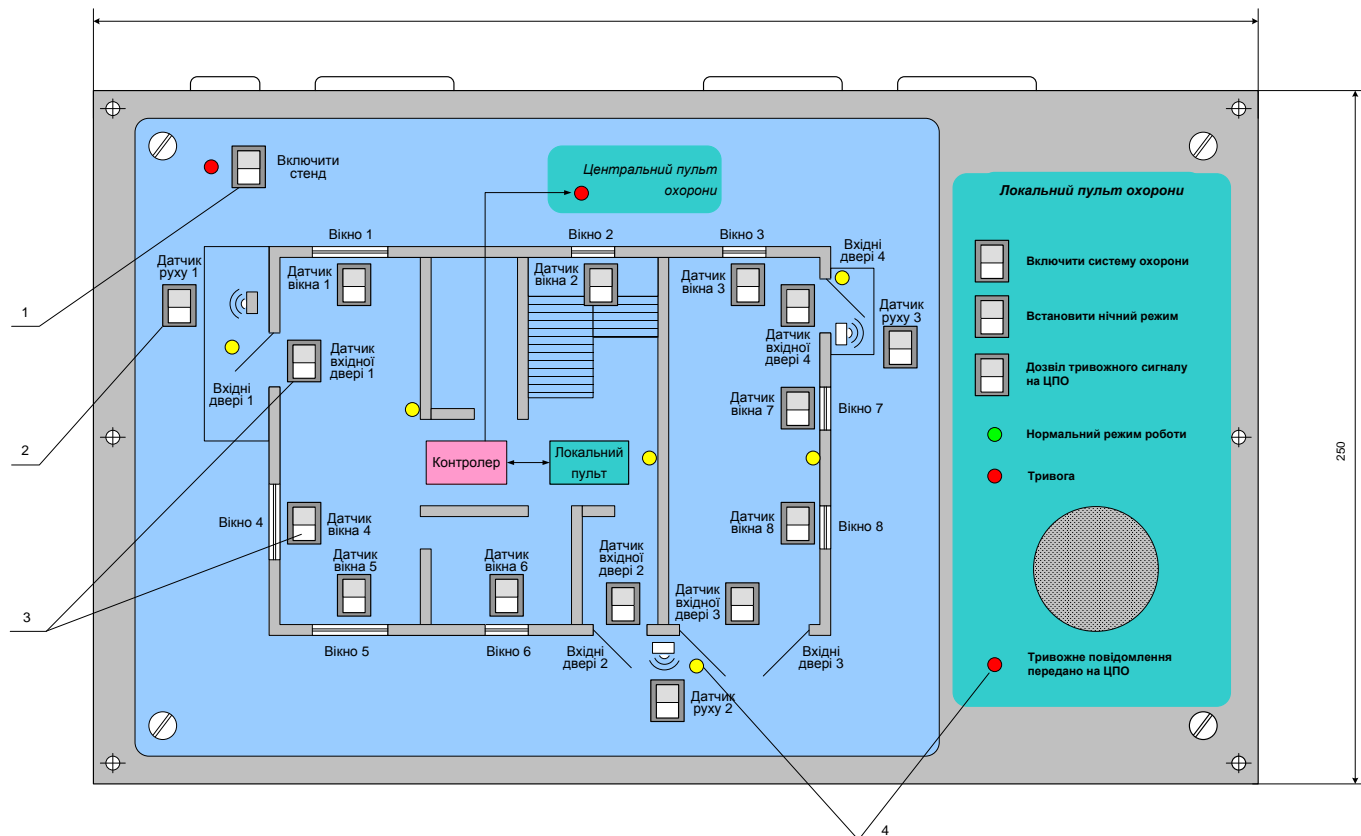 Включити
стенд
Центральний пульт
охорони
Локальний пульт охорони
Вікно 1
Вікно 2
Вікно 3
Вхідні
двері 4
Датчик
руху 1
Датчик
вікна 1
Датчик
вікна 2
Датчик
вікна 3
Датчик
вхідної
двері 4
Датчик
руху 3
Включити систему охорони
Встановити нічний режим
Дозвіл тривожного сигналу
на ЦПО
1
Датчик
вхідної
двері 1
Вхідні
двері 1
2
Датчик
вікна 7
Вікно 7
Нормальний режим роботи
Тривога
250
Контролер
Локальний
пульт
Вікно 4
Датчик
вікна 4
Датчик
вікна 8
Вікно 8
Датчик
вікна 5
Датчик
вікна 6
Датчик
вхідної
двері 2
Датчик
вхідної
двері 3
3
Вікно 5
Вікно 6
Вхідні
двері 2
Вхідні
двері 3
Датчик
руху 2
Тривожне повідомлення
передано на ЦПО
4